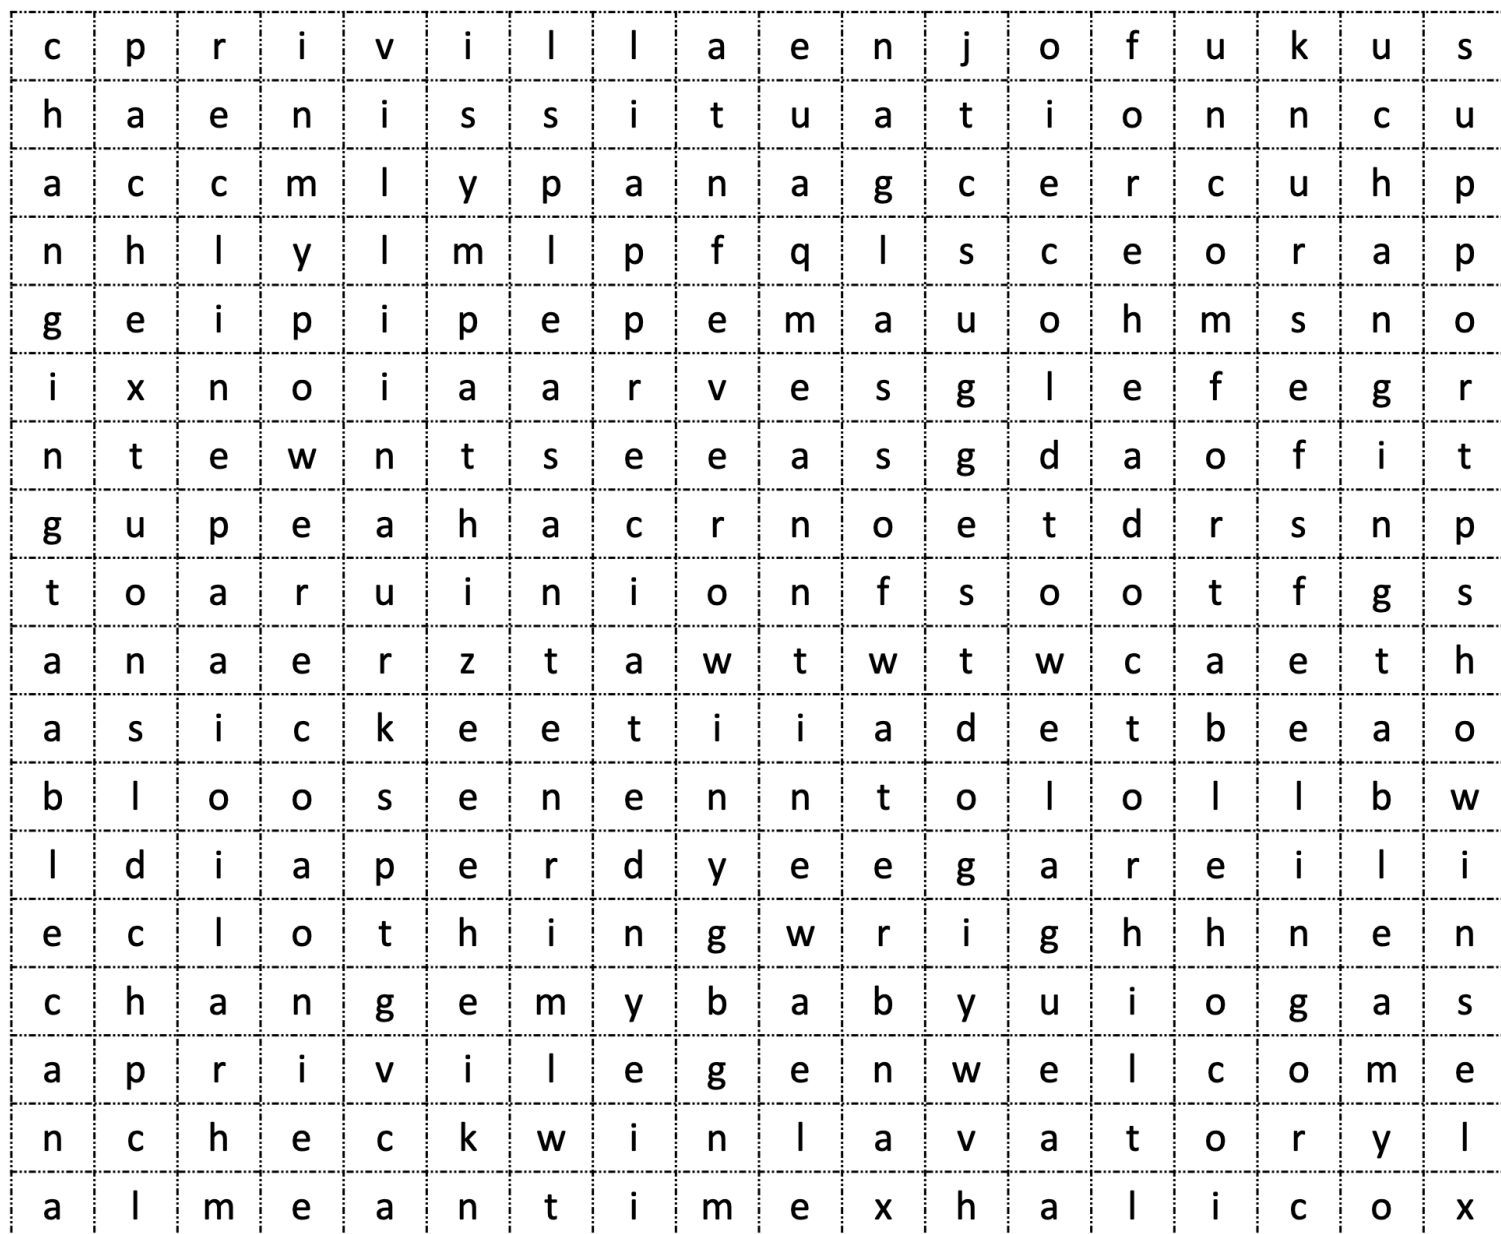 c p r i v i l l a e n j o f u k u s
h a e n i s s i t u a t i o n n c u
a c c m l y p a n a g c e r c u h p
n h l y l m l p f q l s c e o r a p
g e i p i p e p e m a u o h m s n o
i x n o i a a r v e s g l e f e g r
n t e w n t s e e a s g d a o f i t
g u p e a h a c r n o e t d r s n p
t o a r u i n i o n f s o o t f g s
a n a e r z t a w t w t w c a e t h
a s i c k e e t i i a d e t b e a o
b l o o s e n e n n t o l o l l b w
l d i a p e r d y e e g a r e i l i
e c l o t h i n g w r i g h h n e n
c h a n g e m y b a b y u i o g a s
a p r i v i l e g e n w e l c o m e
n c h e c k w i n l a v a t o r y l
a l m e a n t i m e x h a l i c o x